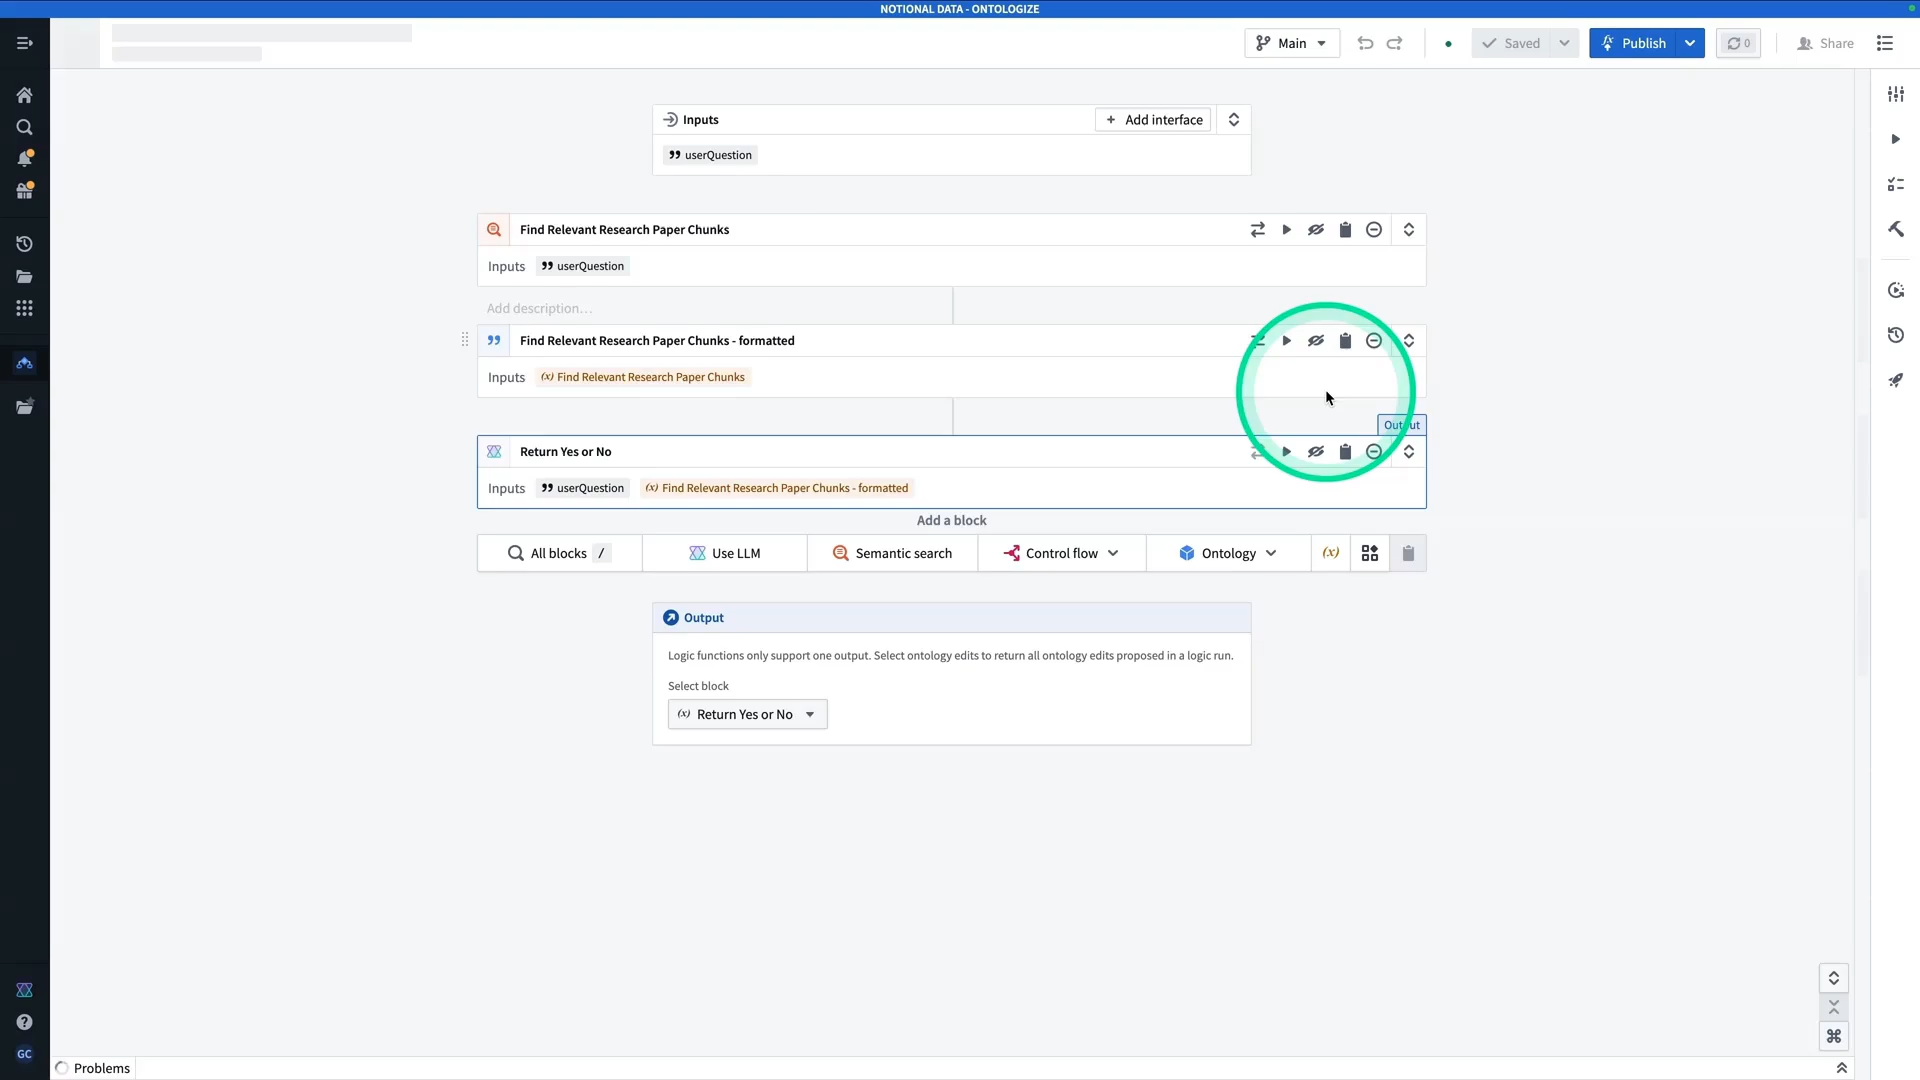 NOTIONAL DATA - ONTOLOGIZE
Main
Saved
Publish
0
Share
Inputs
Add interface
userQuestion
Find Relevant Research Paper Chunks
Inputs userQuestion
Add description…
Find Relevant Research Paper Chunks - formatted
Inputs (x) Find Relevant Research Paper Chunks
Output
Return Yes or No
Inputs userQuestion (x) Find Relevant Research Paper Chunks - formatted
Add a block
All blocks / Use LLM Semantic search Control flow Ontology (x)
Output
Logic functions only support one output. Select ontology edits to return all ontology edits proposed in a logic run.
Select block
(x) Return Yes or No
GC
Problems